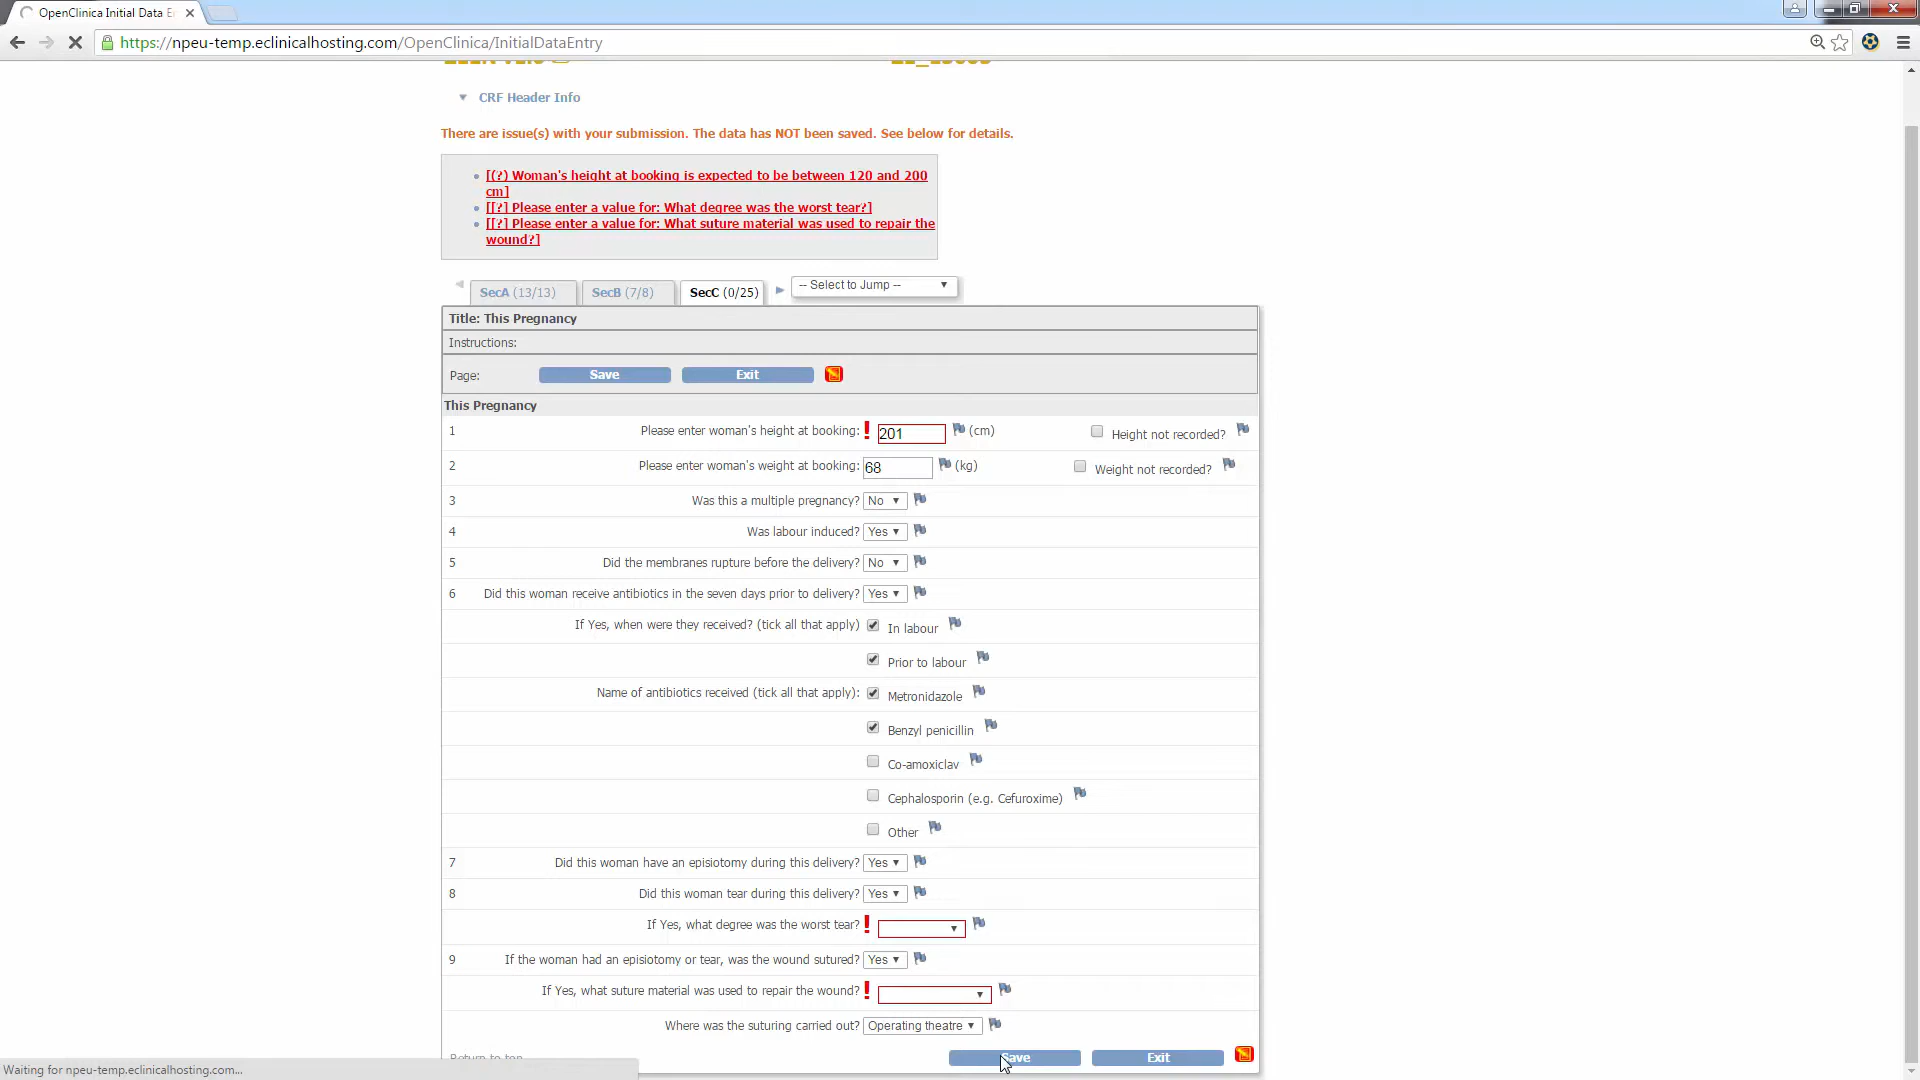 OpenClinica Initial Data E
https://npeu-temp.eclinicalhosting.com/OpenClinica/InitialDataEntry
CRF Header Info
There are issue(s) with your submission. The data has NOT been saved. See below for details.
[(?) Woman's height at booking is expected to be between 120 and 200
cm]
[[?] Please enter a value for: What degree was the worst tear?]
[[?] Please enter a value for: What suture material was used to repair the
wound?]
SecA (13/13) SecB (7/8) SecC (0/25) -- Select to Jump --
Title: This Pregnancy
Instructions:
Page: Save Exit
This Pregnancy
1 Please enter woman's height at booking: ! 201 (cm) Height not recorded?
2 Please enter woman's weight at booking: 68 (kg) Weight not recorded?
3 Was this a multiple pregnancy? No
4 Was labour induced? Yes
5 Did the membranes rupture before the delivery? No
6 Did this woman receive antibiotics in the seven days prior to delivery? Yes
If Yes, when were they received? (tick all that apply) In labour
Prior to labour
Name of antibiotics received (tick all that apply): Metronidazole
Benzyl penicillin
Co-amoxiclav
Cephalosporin (e.g. Cefuroxime)
Other
7 Did this woman have an episiotomy during this delivery? Yes
8 Did this woman tear during this delivery? Yes
If Yes, what degree was the worst tear? !
9 If the woman had an episiotomy or tear, was the wound sutured? Yes
If Yes, what suture material was used to repair the wound? !
Where was the suturing carried out? Operating theatre
Return to top Save Exit
Waiting for npeu-temp.eclinicalhosting.com...